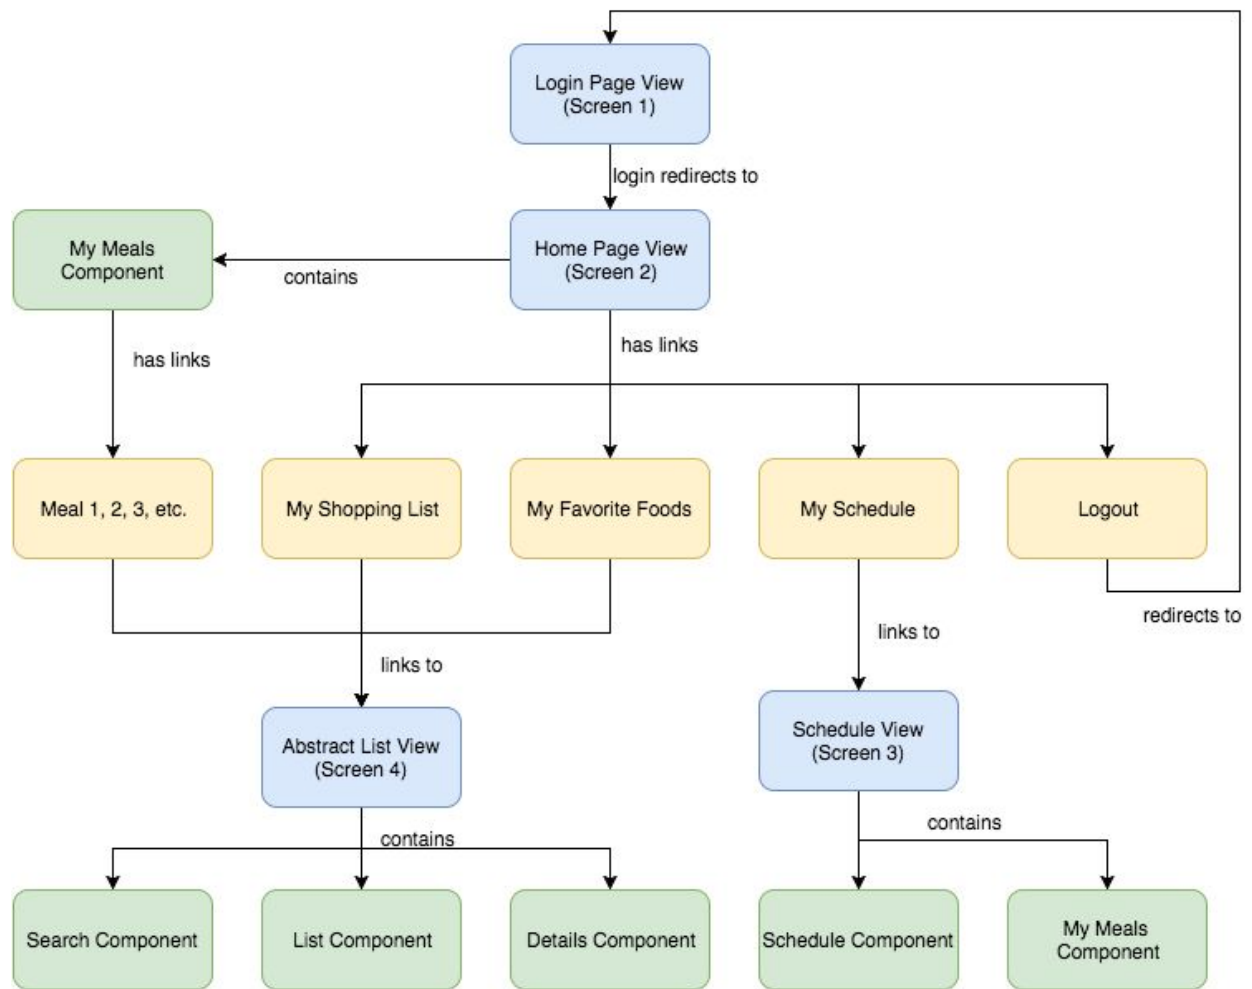 Login Page View
(Screen 1)
login redirects to
My Meals
Component
contains
Home Page View
(Screen 2)
has links
has links
Meal 1, 2, 3, etc.
My Shopping List
My Favorite Foods
My Schedule
Logout
redirects to
links to
links to
Abstract List View
(Screen 4)
Schedule View
(Screen 3)
contains
contains
Search Component
List Component
Details Component
Schedule Component
My Meals
Component